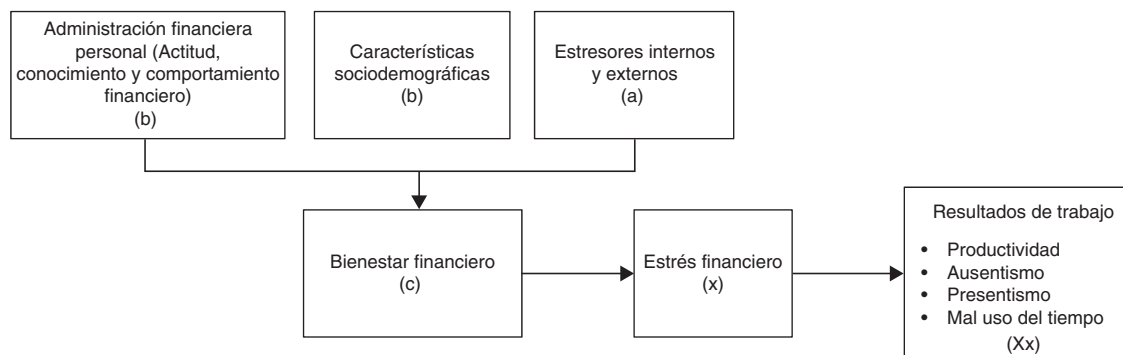 Administración financiera
personal (Actitud,
conocimiento y comportamiento
financiero)
(b)
Características
sociodemográficas
(b)
Estresores internos
y externos
(a)
Bienestar financiero
(c)
Estrés financiero
(x)
Resultados de trabajo
• Productividad
• Ausentismo
• Presentismo
• Mal uso del tiempo
(Xx)